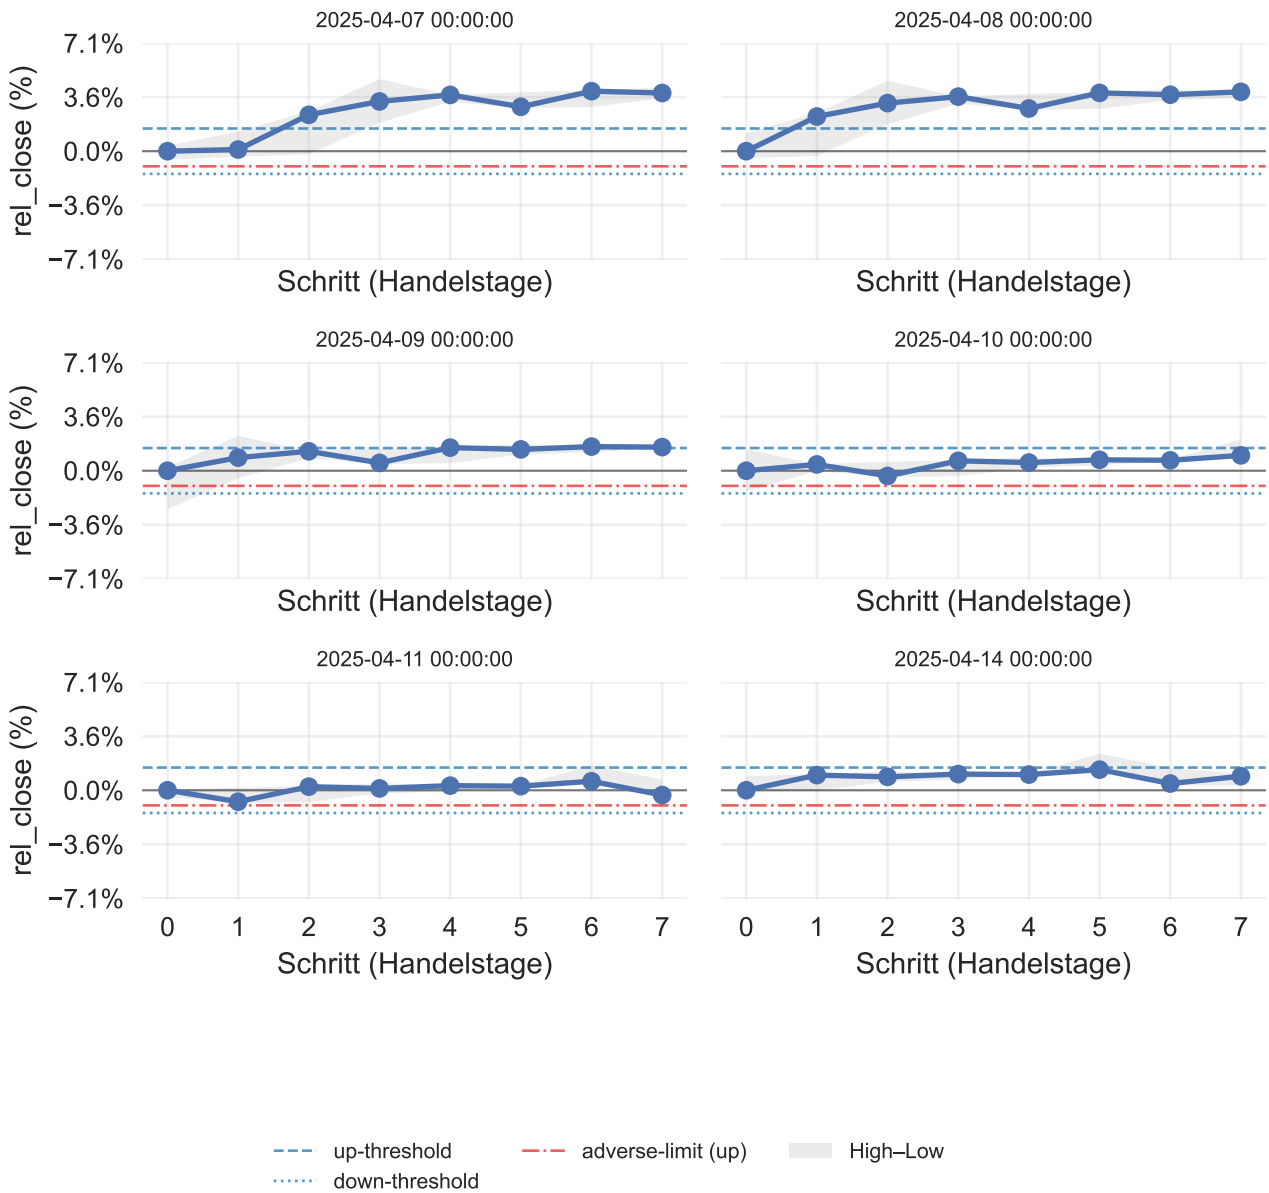 2025-04-07 00:00:00
2025-04-08 00:00:00
rel_close (%)
7.1%
3.6%
0.0%
−3.6%
−7.1%
Schritt (Handelstage)
Schritt (Handelstage)
2025-04-09 00:00:00
2025-04-10 00:00:00
rel_close (%)
7.1%
3.6%
0.0%
−3.6%
−7.1%
Schritt (Handelstage)
Schritt (Handelstage)
2025-04-11 00:00:00
2025-04-14 00:00:00
rel_close (%)
7.1%
3.6%
0.0%
−3.6%
−7.1%
0 1 2 3 4 5 6 7
0 1 2 3 4 5 6 7
Schritt (Handelstage)
Schritt (Handelstage)
up-threshold
adverse-limit (up)
High–Low
down-threshold